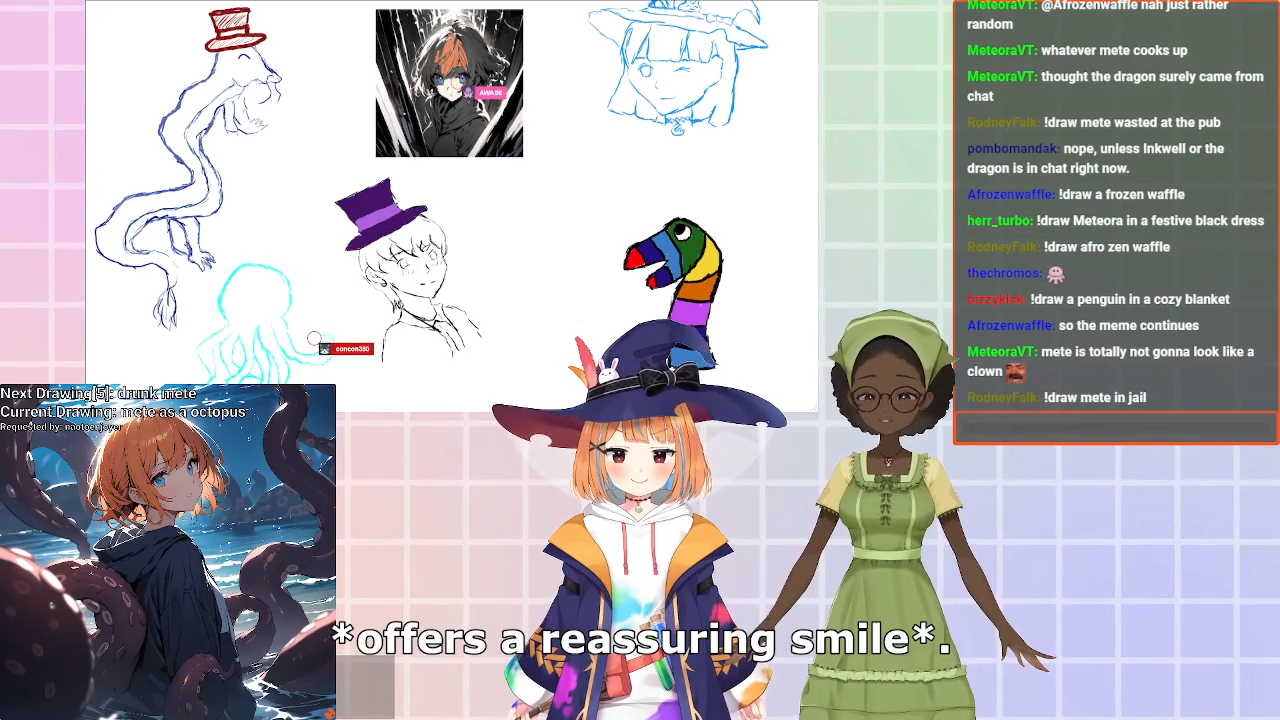 MeteoraVT: @Afrozenwaffle nah just rather
random
MeteoraVT: whatever mete cooks up
MeteoraVT: thought the dragon surely came from
chat
RodneyFalk: !draw mete wasted at the pub
pombomandak: nope, unless Inkwell or the
dragon is in chat right now.
Afrozenwaffle: !draw a frozen waffle
herr_turbo: !draw Meteora in a festive black dress
RodneyFalk: !draw afro zen waffle
thechromos:
bizzykick: !draw a penguin in a cozy blanket
Afrozenwaffle: so the meme continues
MeteoraVT: mete is totally not gonna look like a
clown
RodneyFalk: !draw mete in jail
AWA96
concon350
Next Drawing[5]: drunk mete
Current Drawing: mete as a octopus
Requested by: naotoenjoyer
*offers a reassuring smile*.